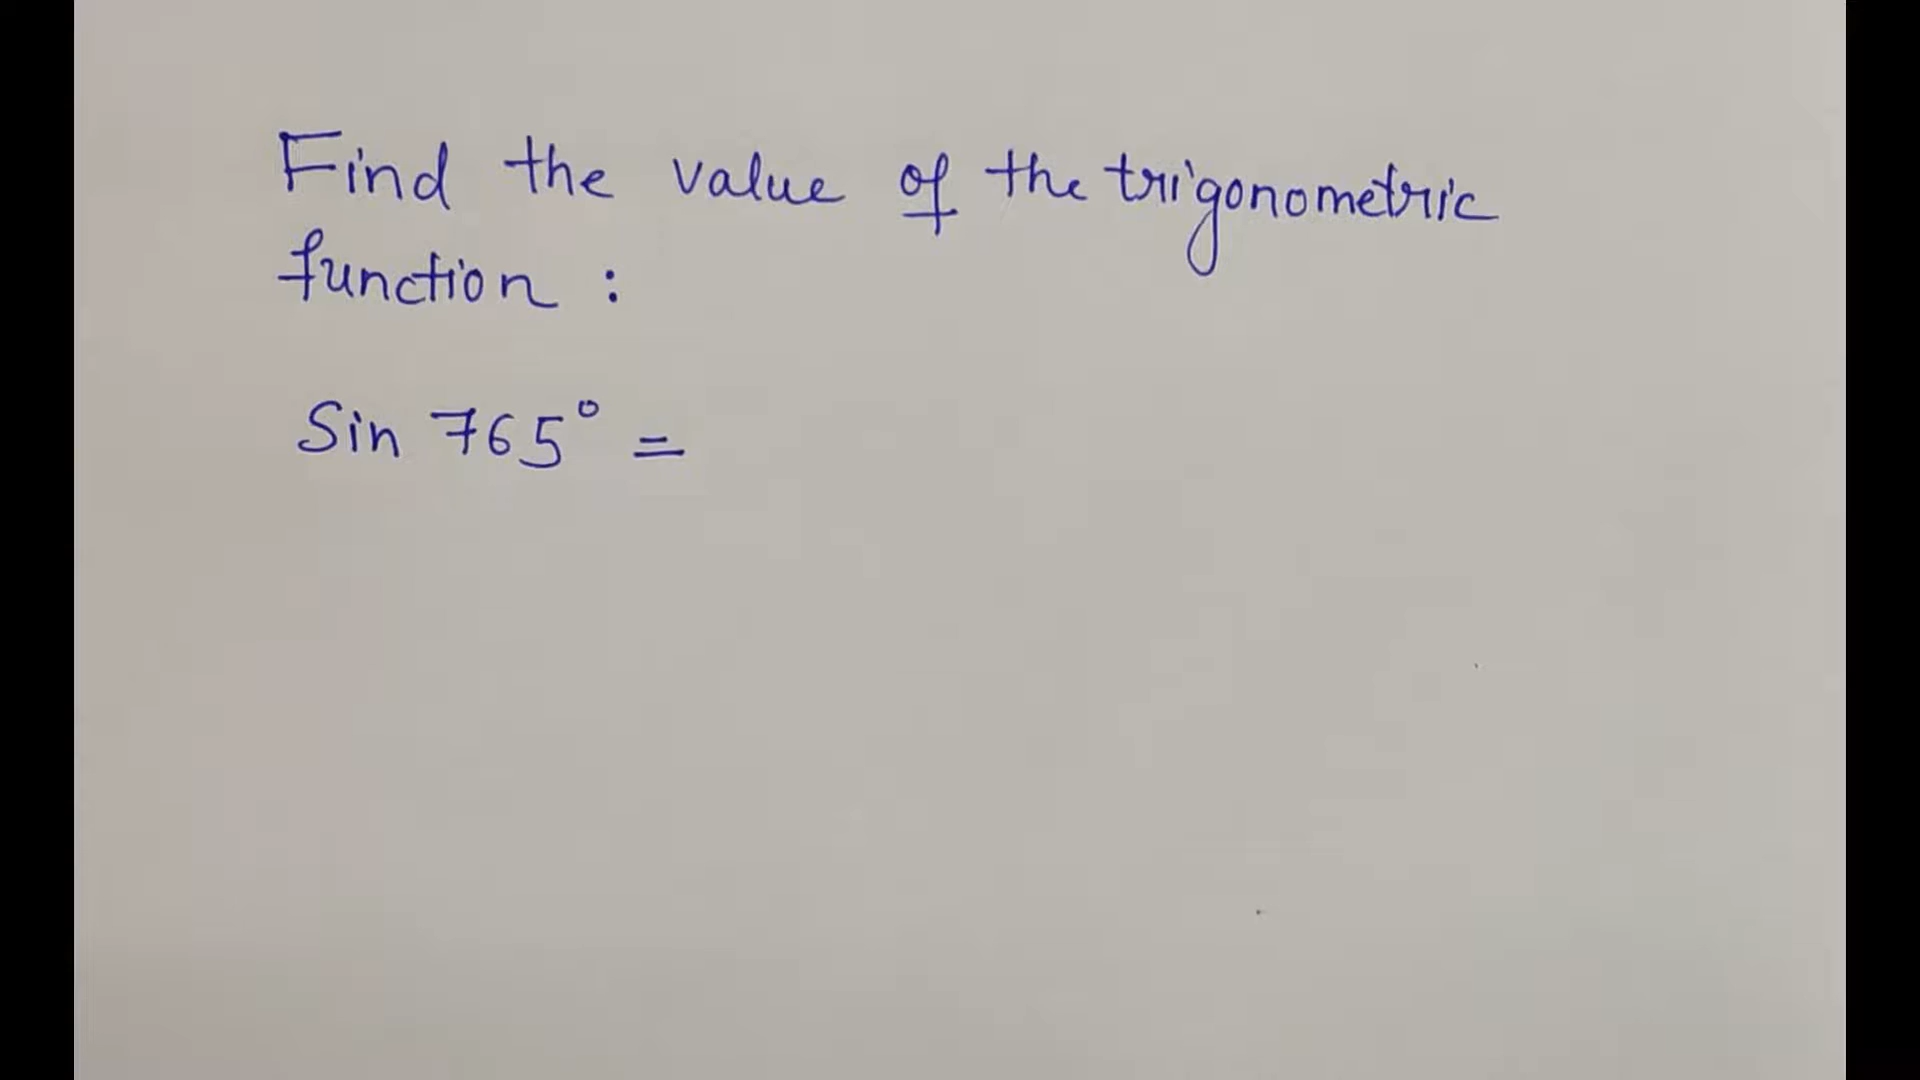 Find the value of the trigonometric
function :
Sin 765° =